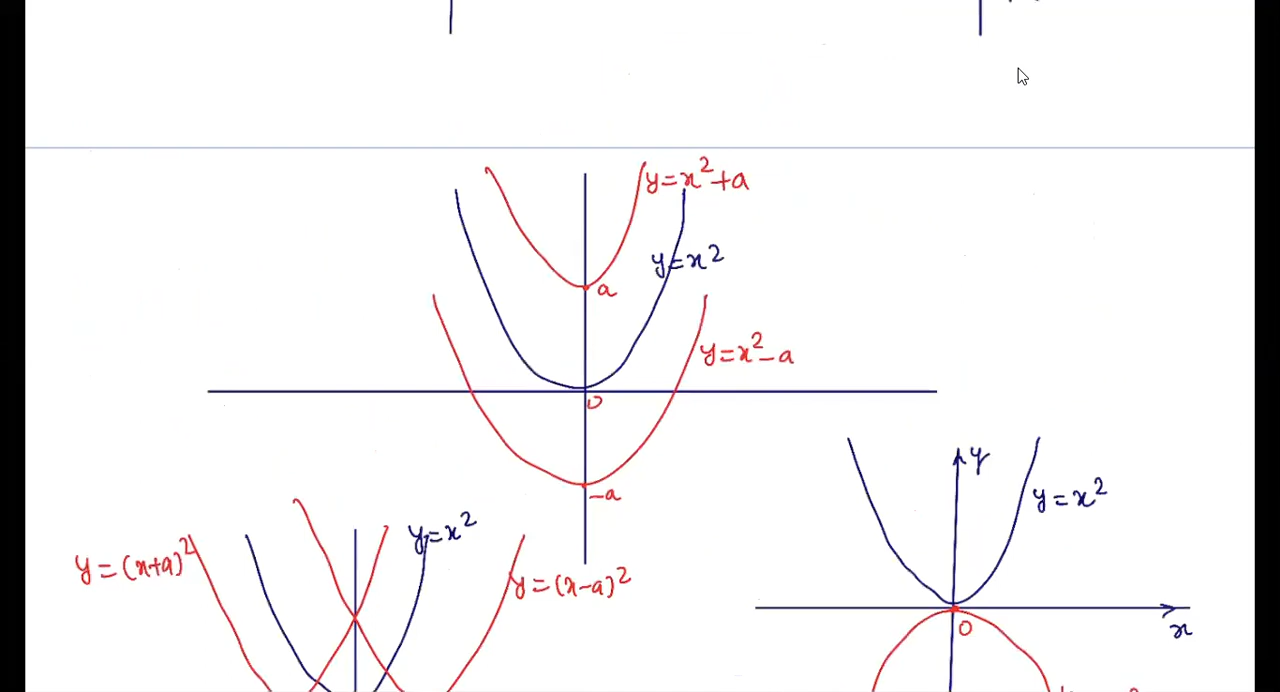 y=x²+a
y=x²
a
y=x²-a
0
-a
y
y=x²
y=x²
y=(x+a)²
y=(x-a)²
0
x